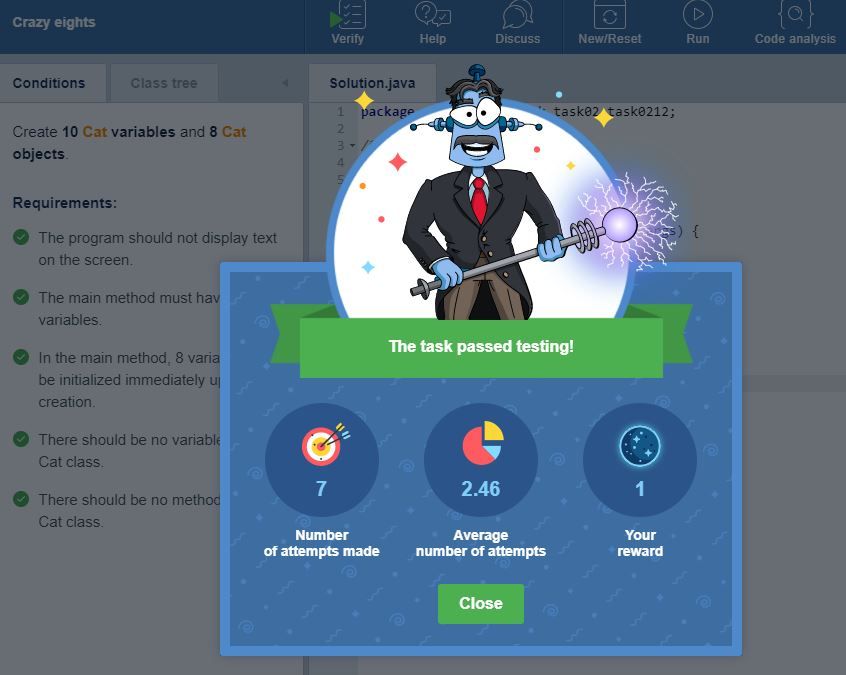 Crazy eights
Verify
Help
Discuss
New/Reset
Run
Code analysis
Conditions
Class tree
Solution.java
Create 10 Cat variables and 8 Cat
objects.
Requirements:
The program should not display text
on the screen.
The main method must hav
variables.
In the main method, 8 varia
be initialized immediately u
creation.
There should be no variable
Cat class.
There should be no method
Cat class.
1 package task02 task0212;
2
3
4
5
) {
The task passed testing!
7
Number
of attempts made
2.46
Average
number of attempts
1
Your
reward
Close